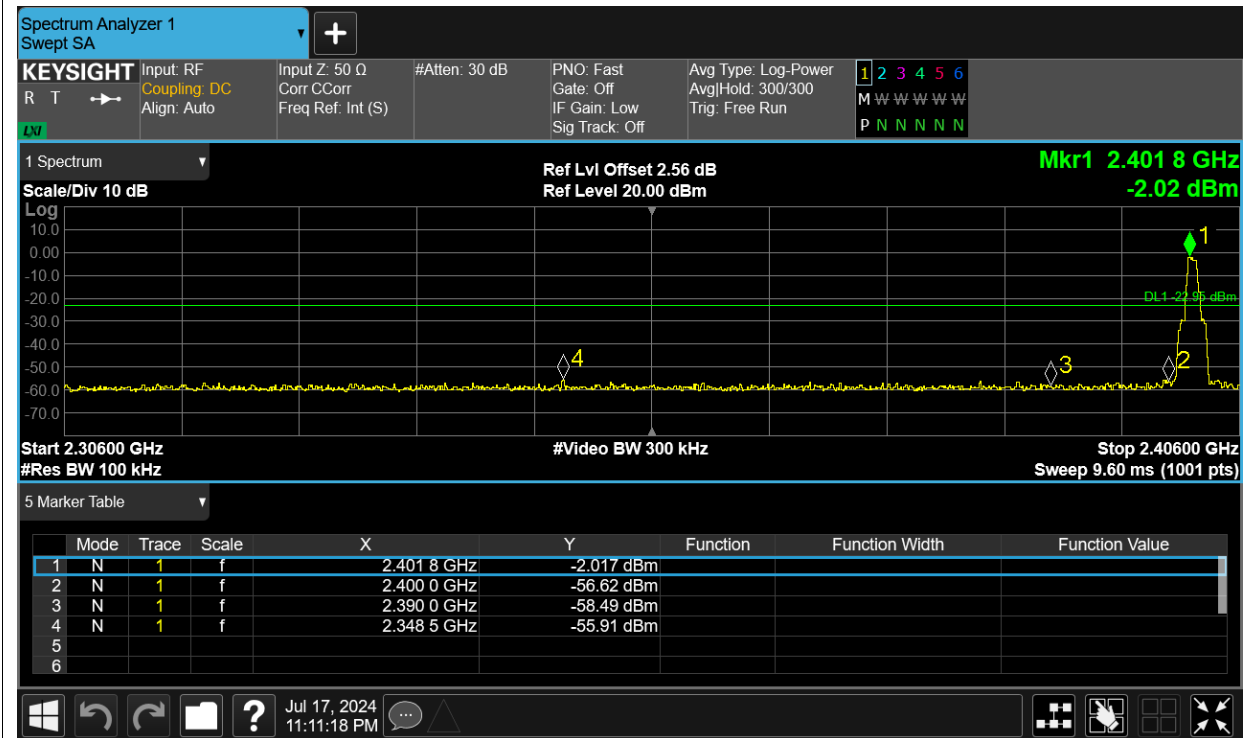 Spectrum Analyzer 1
Swept SA
+
KEYSIGHT
R T
LXI
Input: RF
Coupling: DC
Align: Auto
Input Z: 50 Ω
Corr CCorr
Freq Ref: Int (S)
#Atten: 30 dB
PNO: Fast
Gate: Off
IF Gain: Low
Sig Track: Off
Avg Type: Log-Power
Avg|Hold: 300/300
Trig: Free Run
1 2 3 4 5 6
M W W W W W
P N N N N N
1 Spectrum
Scale/Div 10 dB
Ref Lvl Offset 2.56 dB
Ref Level 20.00 dBm
Mkr1 2.401 8 GHz
-2.02 dBm
Log
10.0
0.00
-10.0
-20.0
-30.0
-40.0
-50.0
-60.0
-70.0
1
DL1 -22.95 dBm
4
3
2
Start 2.30600 GHz
#Res BW 100 kHz
#Video BW 300 kHz
Stop 2.40600 GHz
Sweep 9.60 ms (1001 pts)
5 Marker Table
Mode Trace Scale X Y Function Function Width Function Value
1 N 1 f 2.401 8 GHz -2.017 dBm
2 N 1 f 2.400 0 GHz -56.62 dBm
3 N 1 f 2.390 0 GHz -58.49 dBm
4 N 1 f 2.348 5 GHz -55.91 dBm
5
6
?
Jul 17, 2024
11:11:18 PM